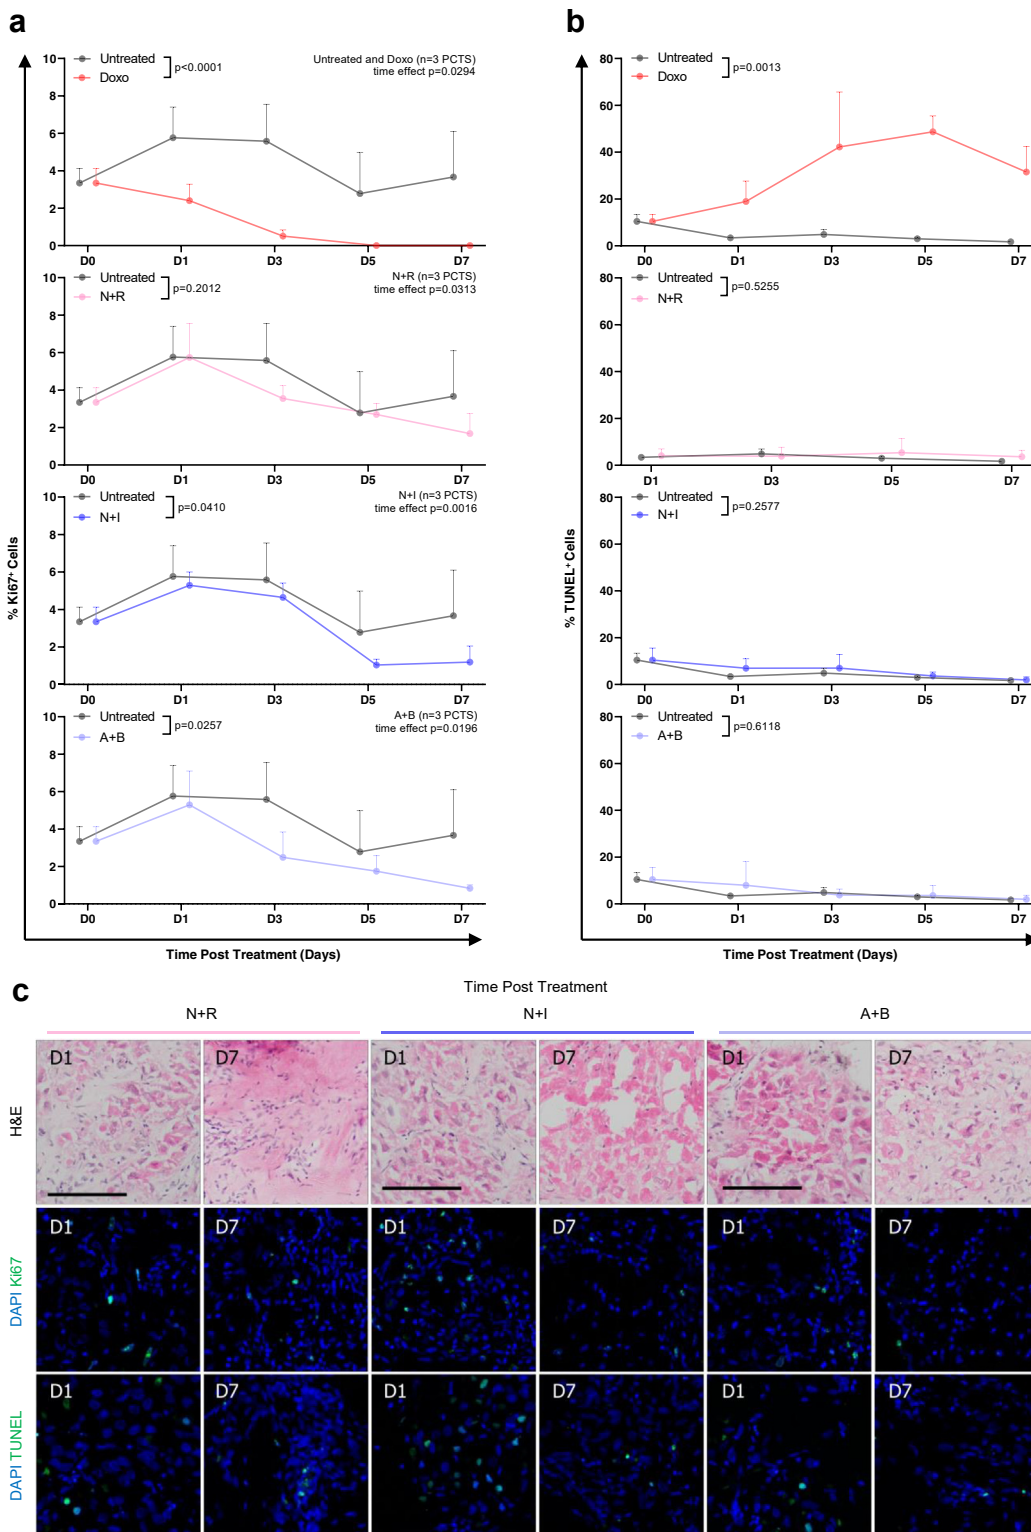 a
% Ki67+ Cells
10
8
6
4
2
0
Untreated
Doxo
p<0.0001
Untreated and Doxo (n=3 PCTS)
time effect p=0.0294
D0 D1 D3 D5 D7
10
8
6
4
2
0
Untreated
N+R
p=0.2012
N+R (n=3 PCTS)
time effect p=0.0313
D0 D1 D3 D5 D7
10
8
6
4
2
0
Untreated
N+I
p=0.0410
N+I (n=3 PCTS)
time effect p=0.0016
D0 D1 D3 D5 D7
10
8
6
4
2
0
Untreated
A+B
p=0.0257
A+B (n=3 PCTS)
time effect p=0.0196
D0 D1 D3 D5 D7
Time Post Treatment (Days)
b
% TUNEL+ Cells
80
60
40
20
0
Untreated
Doxo
p=0.0013
D0 D1 D3 D5 D7
80
60
40
20
0
Untreated
N+R
p=0.5255
D1 D3 D5 D7
80
60
40
20
0
Untreated
N+I
p=0.2577
D0 D1 D3 D5 D7
80
60
40
20
0
Untreated
A+B
p=0.6118
D0 D1 D3 D5 D7
Time Post Treatment (Days)
c
Time Post Treatment
N+R N+I A+B
H&E
D1 D7 D1 D7 D1 D7
DAPI Ki67
D1 D7 D1 D7 D1 D7
DAPI TUNEL
D1 D7 D1 D7 D1 D7